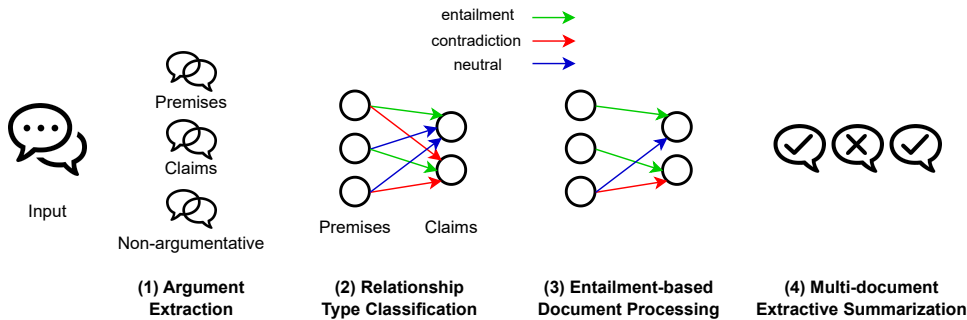 entailment
contradiction
neutral
Premises
Claims
Non-argumentative
Input
Premises
Claims
(1) Argument
Extraction
(2) Relationship
Type Classification
(3) Entailment-based
Document Processing
(4) Multi-document
Extractive Summarization